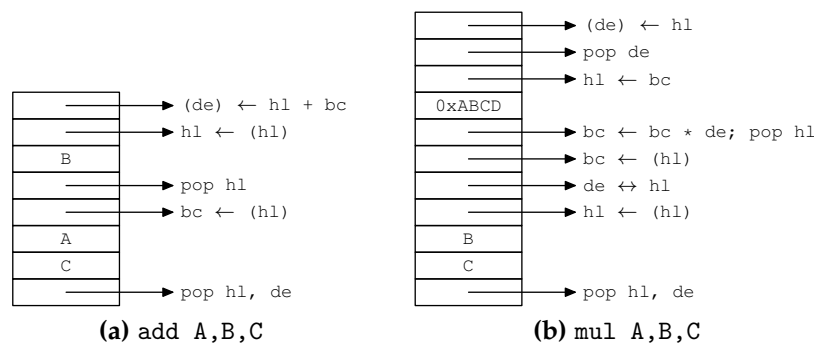 (de) ← hl + bc
hl ← (hl)
B
pop hl
bc ← (hl)
A
C
pop hl, de
(a) add A,B,C
(de) ← hl
pop de
hl ← bc
0xABCD
bc ← bc * de; pop hl
bc ← (hl)
de ↔ hl
hl ← (hl)
B
C
pop hl, de
(b) mul A,B,C